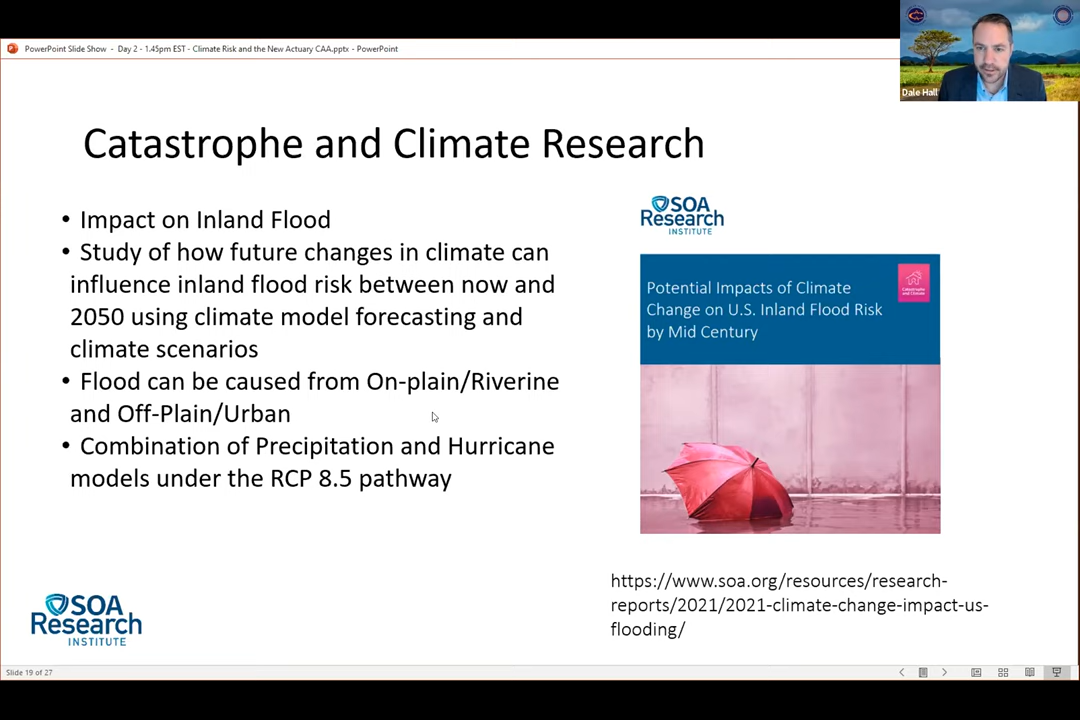 PowerPoint Slide Show - Day 2 - 1.45pm EST - Climate Risk and the New Actuary CAA.pptx - PowerPoint
Dale Hall
Catastrophe and Climate Research
• Impact on Inland Flood
• Study of how future changes in climate can
influence inland flood risk between now and
2050 using climate model forecasting and
climate scenarios
• Flood can be caused from On-plain/Riverine
and Off-Plain/Urban
• Combination of Precipitation and Hurricane
models under the RCP 8.5 pathway
SOA
Research
INSTITUTE
Potential Impacts of Climate
Change on U.S. Inland Flood Risk
by Mid Century
Catastrophe
and Climate
https://www.soa.org/resources/research-
reports/2021/2021-climate-change-impact-us-
flooding/
SOA
Research
INSTITUTE
Slide 19 of 27